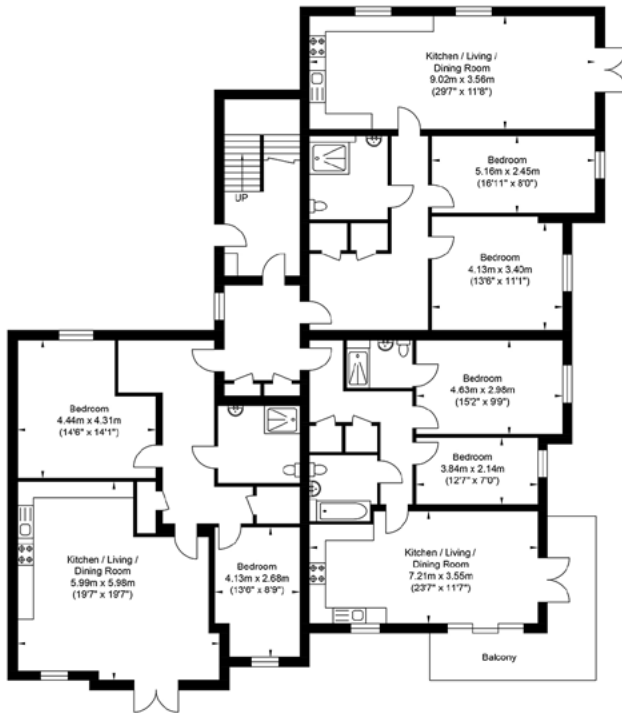 Kitchen / Living /
Dining Room
9.02m x 3.56m
(29'7" x 11'8")
Bedroom
5.16m x 2.45m
(16'11" x 8'0")
UP
Bedroom
4.13m x 3.40m
(13'6" x 11'1")
Bedroom
4.63m x 2.98m
(15'2" x 9'9")
Bedroom
4.44m x 4.31m
(14'6" x 14'1")
Bedroom
3.84m x 2.14m
(12'7" x 7'0")
Kitchen / Living /
Dining Room
5.99m x 5.98m
(19'7" x 19'7")
Bedroom
4.13m x 2.68m
(13'6" x 8'9")
Kitchen / Living /
Dining Room
7.21m x 3.55m
(23'7" x 11'7")
Balcony